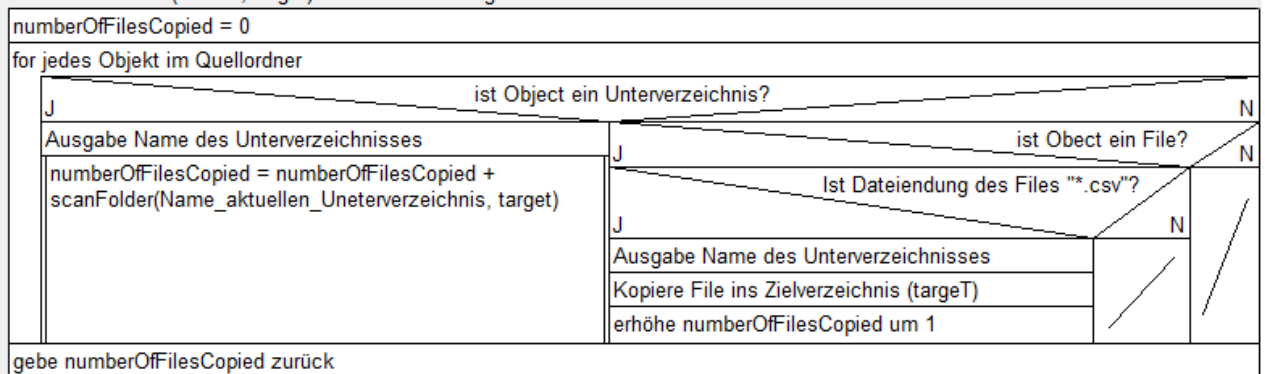 numberOfFilesCopied = 0
for jedes Objekt im Quellordner
ist Object ein Unterverzeichnis?
J
N
Ausgabe Name des Unterverzeichnisses
ist Obect ein File?
J
N
numberOfFilesCopied = numberOfFilesCopied +
scanFolder(Name_aktuellen_Uneterverzeichnis, target)
Ist Dateiendung des Files "*.csv"?
J
N
Ausgabe Name des Unterverzeichnisses
Kopiere File ins Zielverzeichnis (targeT)
erhöhe numberOfFilesCopied um 1
gebe numberOfFilesCopied zurück